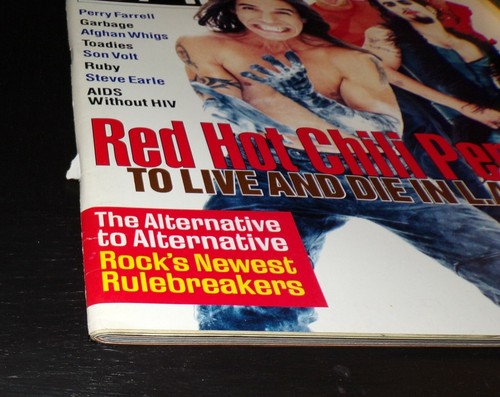 Perry Farrell
Garbage
Afghan Whigs
Toadies
Son Volt
Ruby
Steve Earle
AIDS
Without HIV
Red Hot Chili Pe
TO LIVE AND DIE IN L.A
The Alternative
to Alternative
Rock's Newest
Rulebreakers